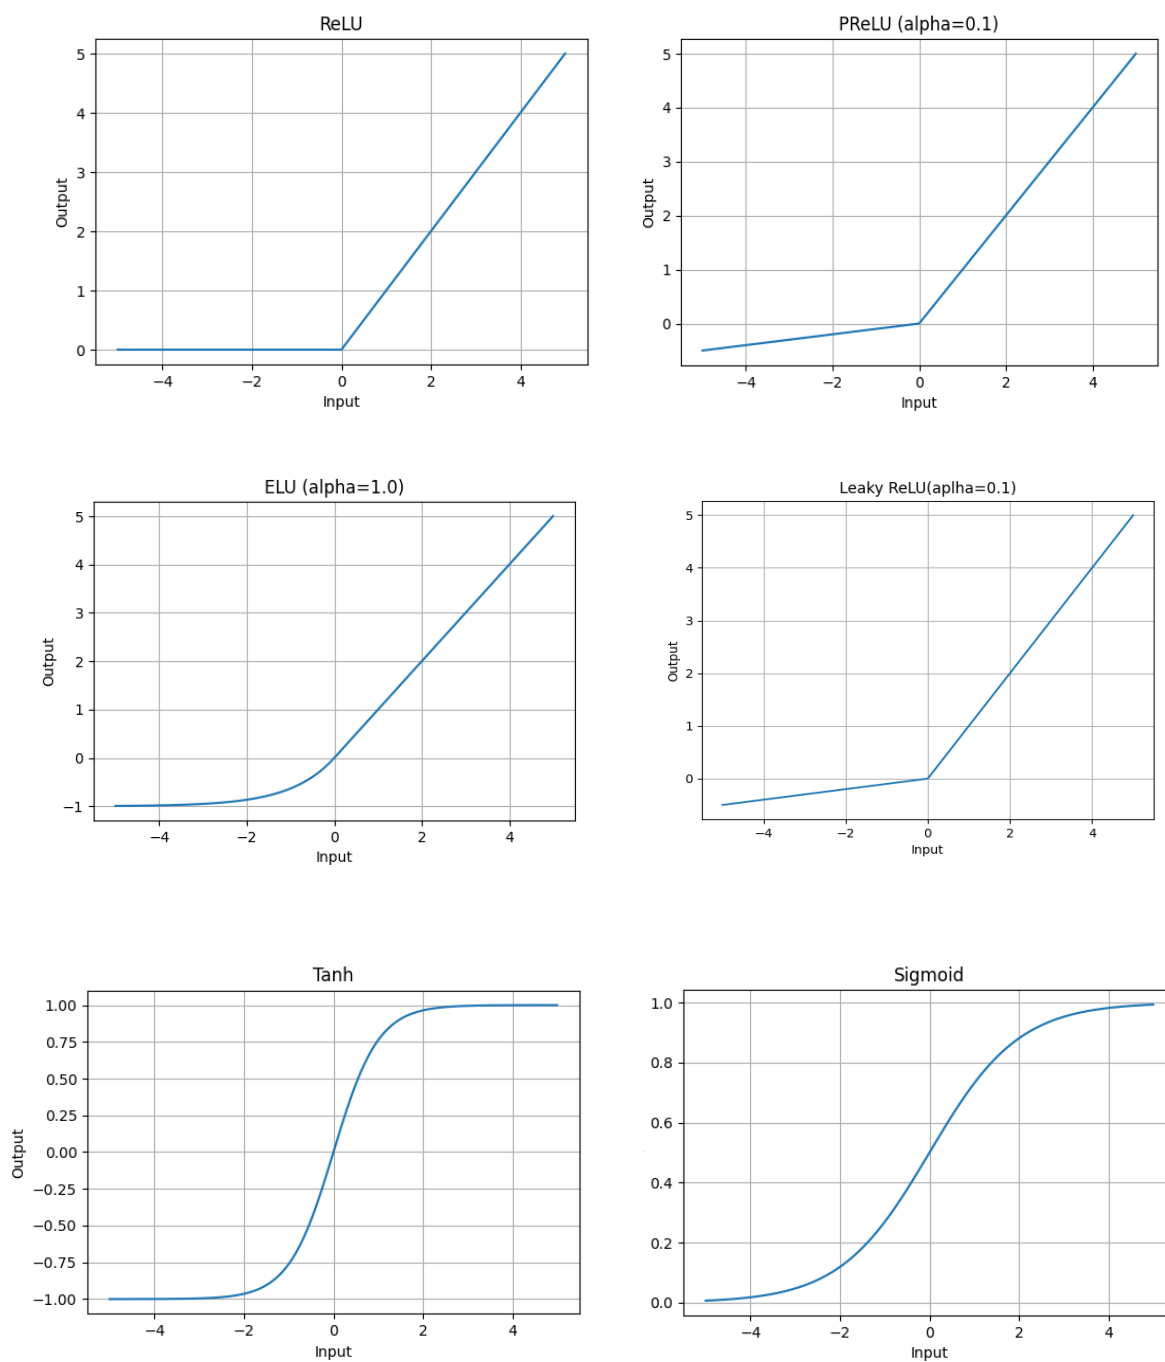 ReLU
5
4
3
2
1
0
Output
−4 −2 0 2 4
Input
PReLU (alpha=0.1)
5
4
3
2
1
0
Output
−4 −2 0 2 4
Input
ELU (alpha=1.0)
5
4
3
2
1
0
−1
Output
−4 −2 0 2 4
Input
Leaky ReLU(aplha=0.1)
5
4
3
2
1
0
Output
−4 −2 0 2 4
Input
Tanh
1.00
0.75
0.50
0.25
0.00
−0.25
−0.50
−0.75
−1.00
Output
−4 −2 0 2 4
Input
Sigmoid
1.0
0.8
0.6
0.4
0.2
0.0
−4 −2 0 2 4
Input